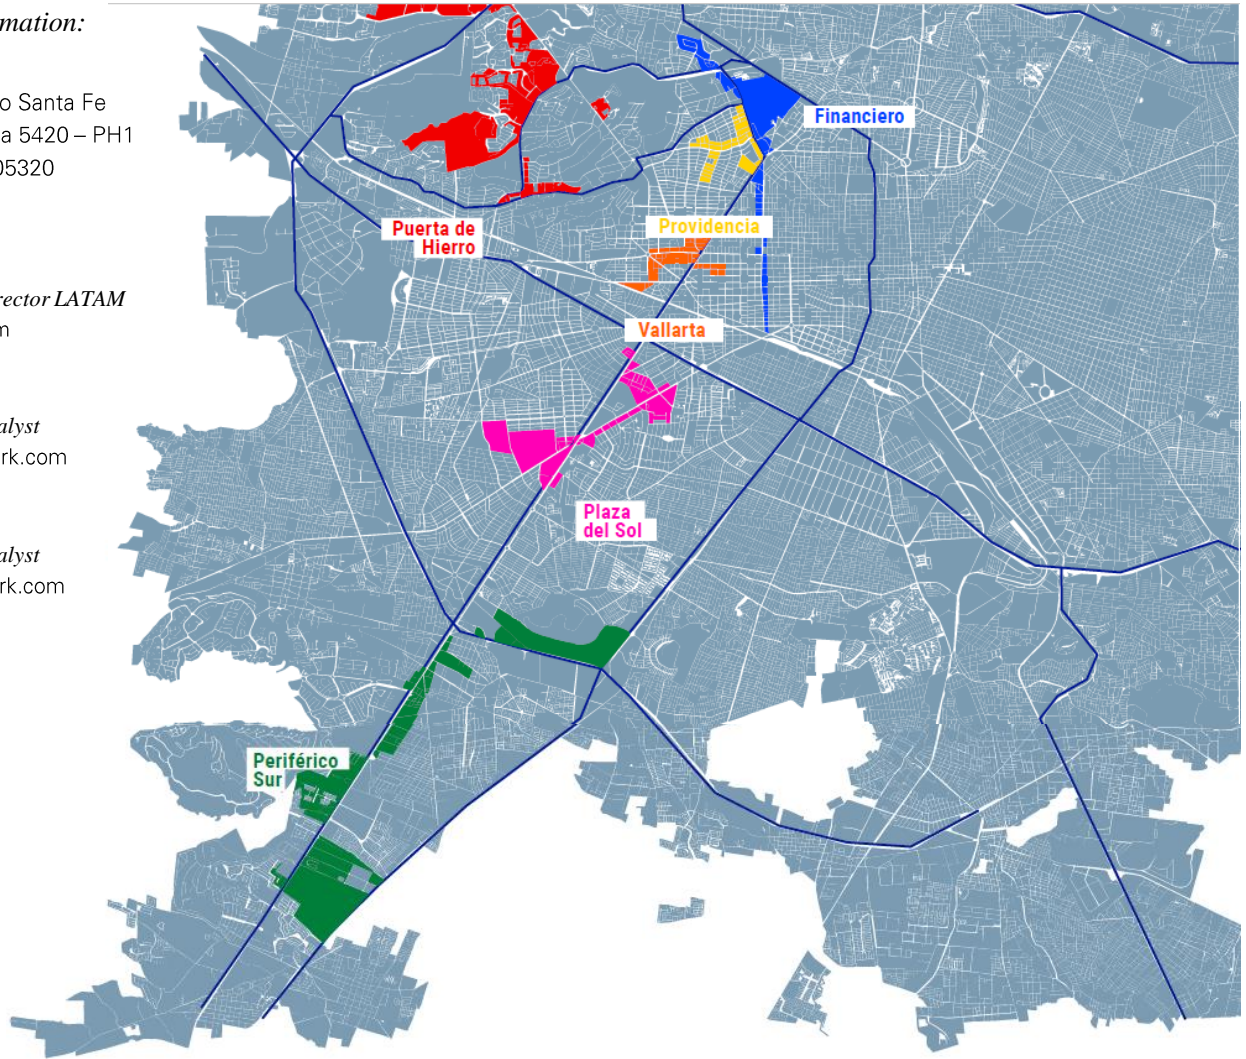 mation:
o Santa Fe
a 5420 – PH1
05320
rector LATAM
m
alyst
rk.com
alyst
rk.com
Financiero
Providencia
Puerta de
Hierro
Vallarta
Plaza
del Sol
Periférico
Sur